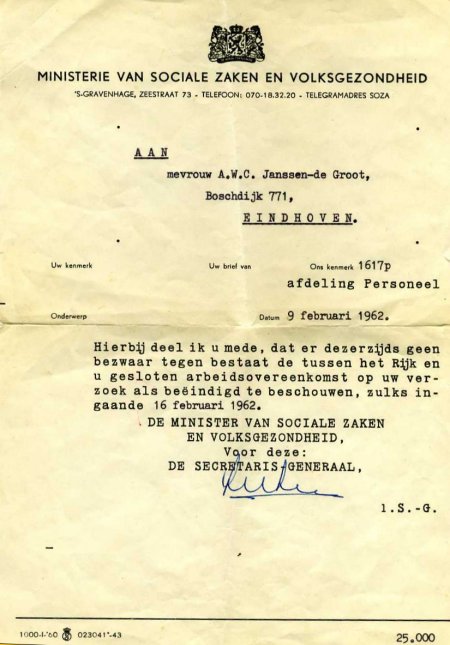 MINISTERIE VAN SOCIALE ZAKEN EN VOLKSGEZONDHEID
'S-GRAVENHAGE, ZEESTRAAT 73 - TELEFOON: 070-18.32.20 - TELEGRAMADRES SOZA
AAN
mevrouw A.W.C. Janssen-de Groot,
Boschdijk 771,
EINDHOVEN.
Uw kenmerk Uw brief van Ons kenmerk 1617p
afdeling Personeel
Onderwerp Datum 9 februari 1962.
Hierbij deel ik u mede, dat er dezerzijds geen
bezwaar tegen bestaat de tussen het Rijk en
u gesloten arbeidsovereenkomst op uw ver-
zoek als beëindigd te beschouwen, zulks in-
gaande 16 februari 1962.
DE MINISTER VAN SOCIALE ZAKEN
EN VOLKSGEZONDHEID,
Voor deze:
DE SECRETARIS-GENERAAL,
l.S.-G.
1000-I-'60 023041*-43
25.000